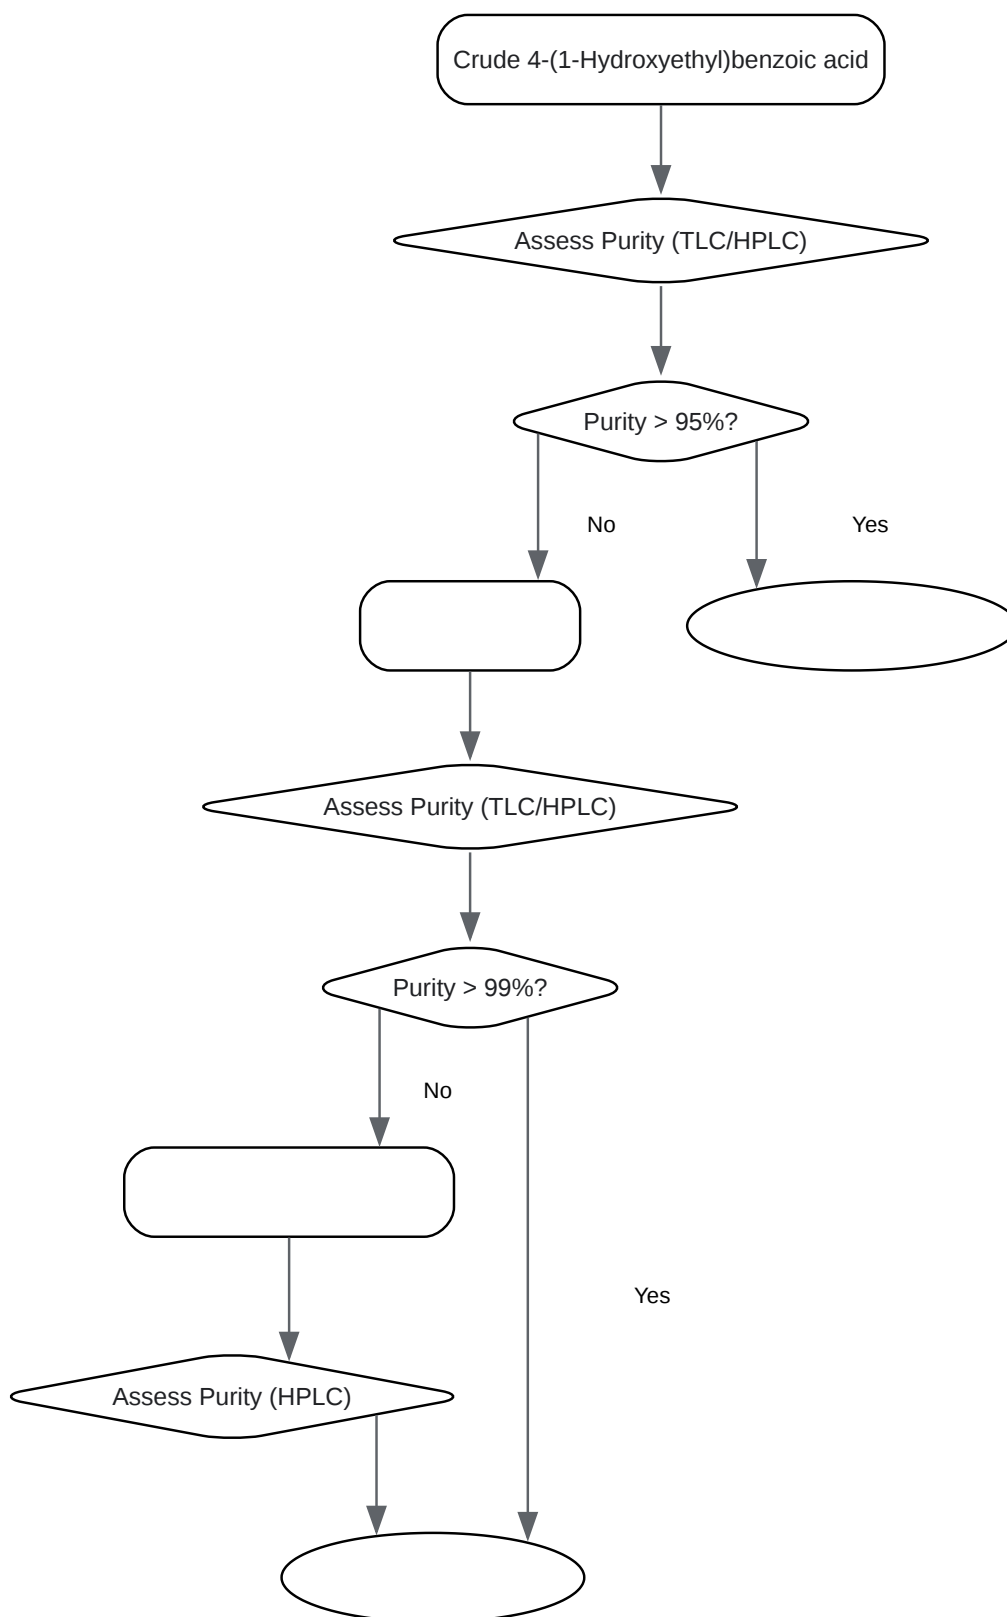 Crude 4-(1-Hydroxyethyl)benzoic acid
Assess Purity (TLC/HPLC)
Purity > 95%?
No
Yes
Assess Purity (TLC/HPLC)
Purity > 99%?
No
Yes
Assess Purity (HPLC)